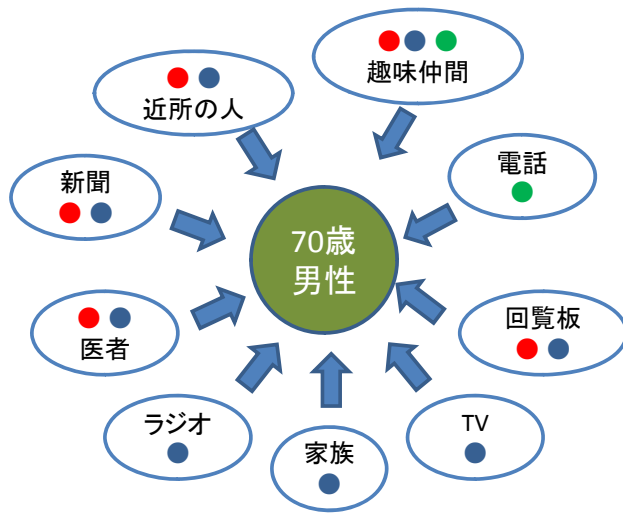 趣味仲間
近所の人
電話
新聞
70歳
男性
回覧板
医者
ラジオ
TV
家族